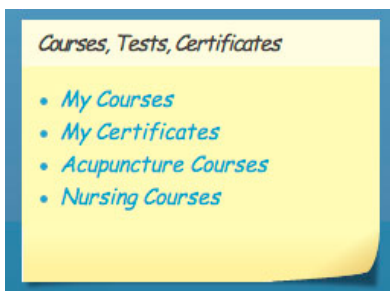 Courses, Tests, Certificates
My Courses
My Certificates
Acupuncture Courses
Nursing Courses